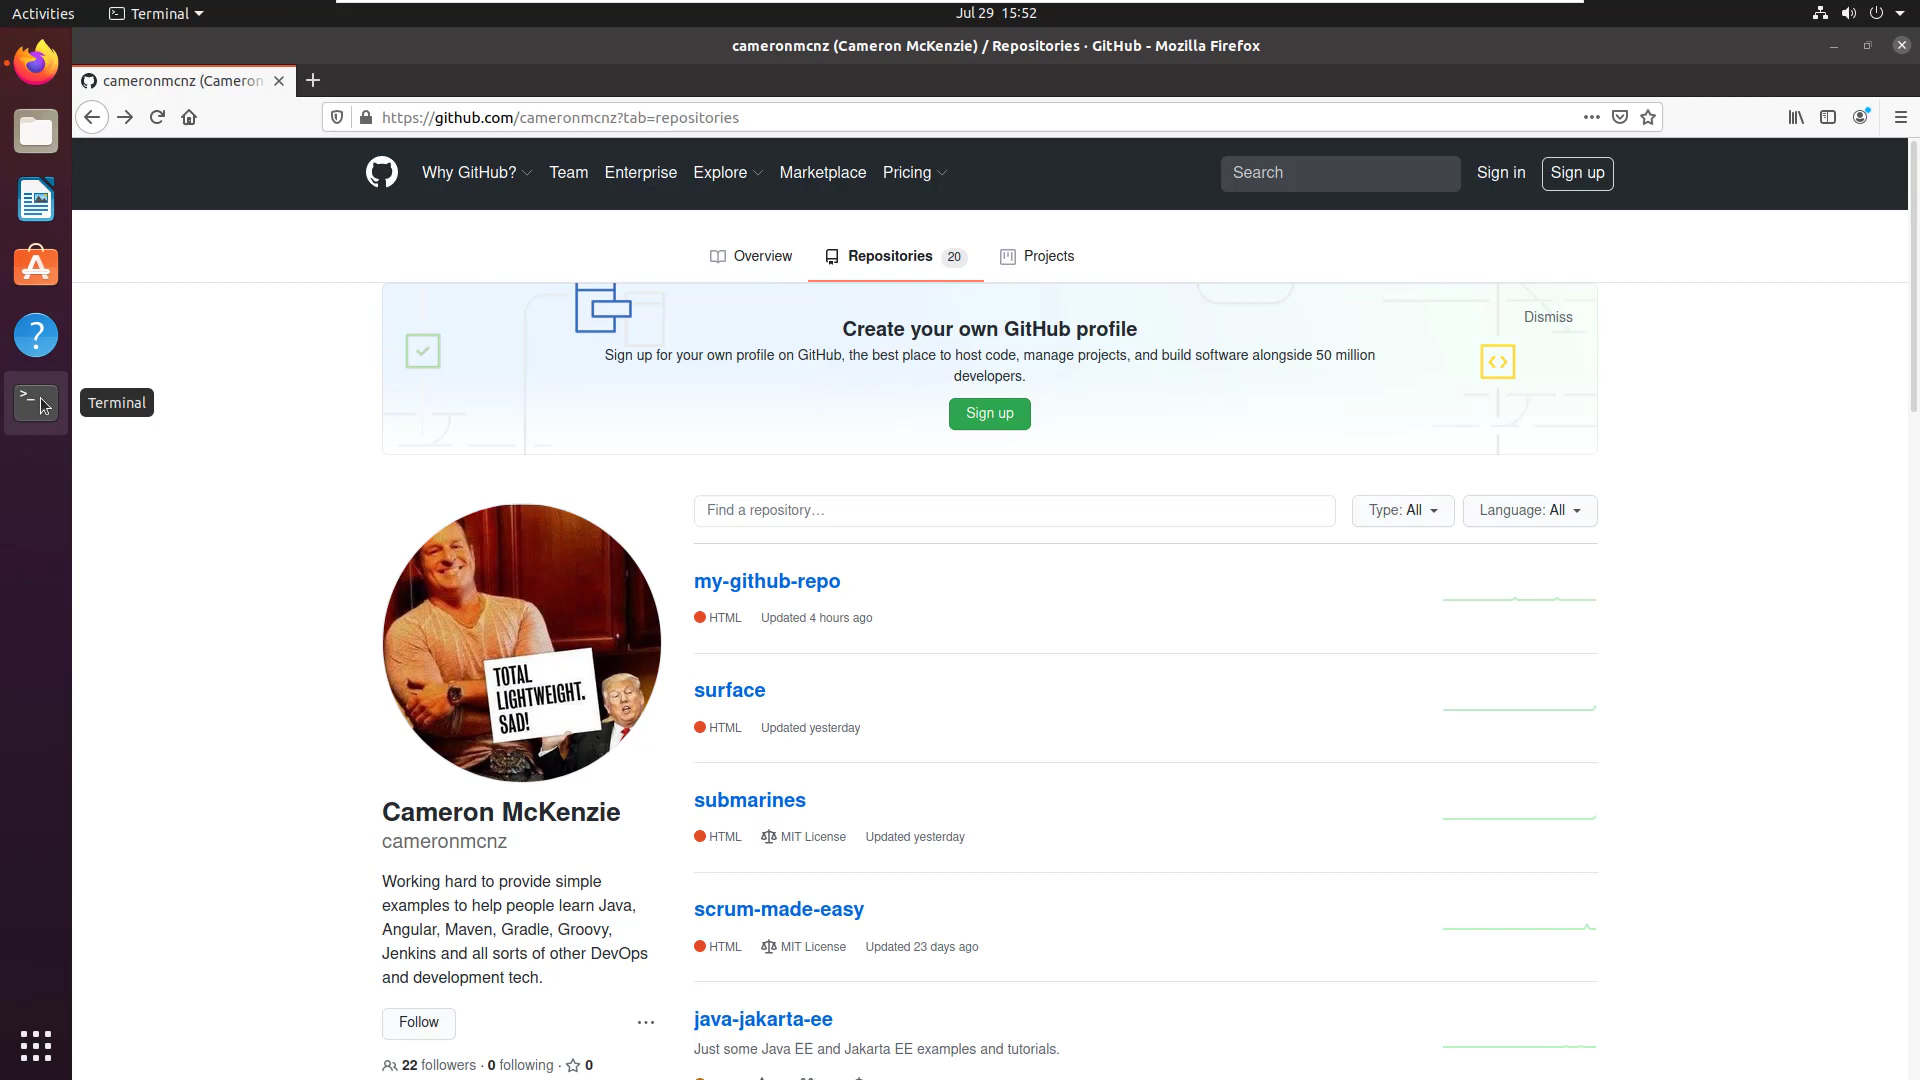 Activities
Terminal
Jul 29 15:52
cameronmcnz (Cameron McKenzie) / Repositories · GitHub - Mozilla Firefox
cameronmcnz (Cameron
https://github.com/cameronmcnz?tab=repositories
Why GitHub? Team Enterprise Explore Marketplace Pricing
Search
Sign in
Sign up
Overview
Repositories 20
Projects
Create your own GitHub profile
Dismiss
Sign up for your own profile on GitHub, the best place to host code, manage projects, and build software alongside 50 million
developers.
Sign up
Terminal
Find a repository…
Type: All
Language: All
my-github-repo
HTML Updated 4 hours ago
surface
HTML Updated yesterday
submarines
HTML MIT License Updated yesterday
scrum-made-easy
HTML MIT License Updated 23 days ago
java-jakarta-ee
Just some Java EE and Jakarta EE examples and tutorials.
TOTAL
LIGHTWEIGHT.
SAD!
Cameron McKenzie
cameronmcnz
Working hard to provide simple
examples to help people learn Java,
Angular, Maven, Gradle, Groovy,
Jenkins and all sorts of other DevOps
and development tech.
Follow
22 followers · 0 following · 0